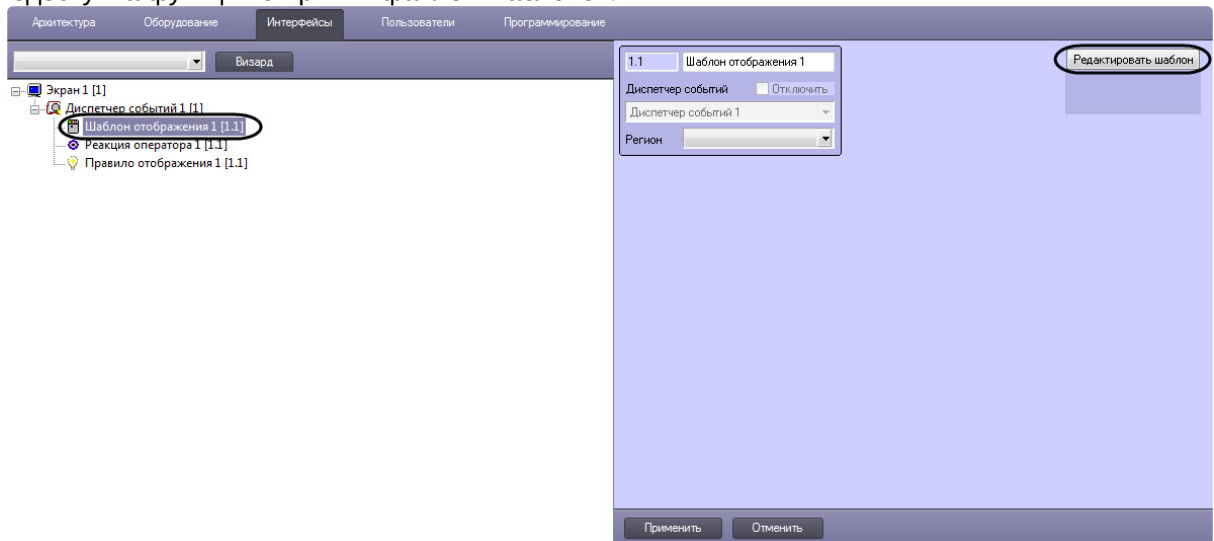 Архитектура Оборудование Интерфейсы Пользователи Программирование
Визард
Экран 1 [1]
Диспетчер событий 1 [1]
Шаблон отображения 1 [1.1]
Реакция оператора 1 [1.1]
Правило отображения 1 [1.1]
1.1 Шаблон отображения 1
Диспетчер событий Отключить
Диспетчер событий 1
Регион
Редактировать шаблон
Применить Отменить